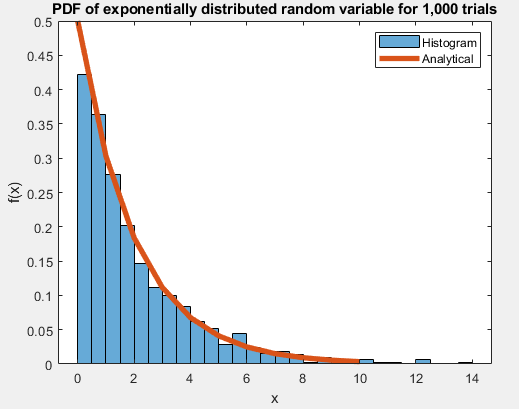 PDF of exponentially distributed random variable for 1,000 trials
Histogram
Analytical
0.5
0.45
0.4
0.35
0.3
0.25
0.2
0.15
0.1
0.05
0
f(x)
0 2 4 6 8 10 12 14
x